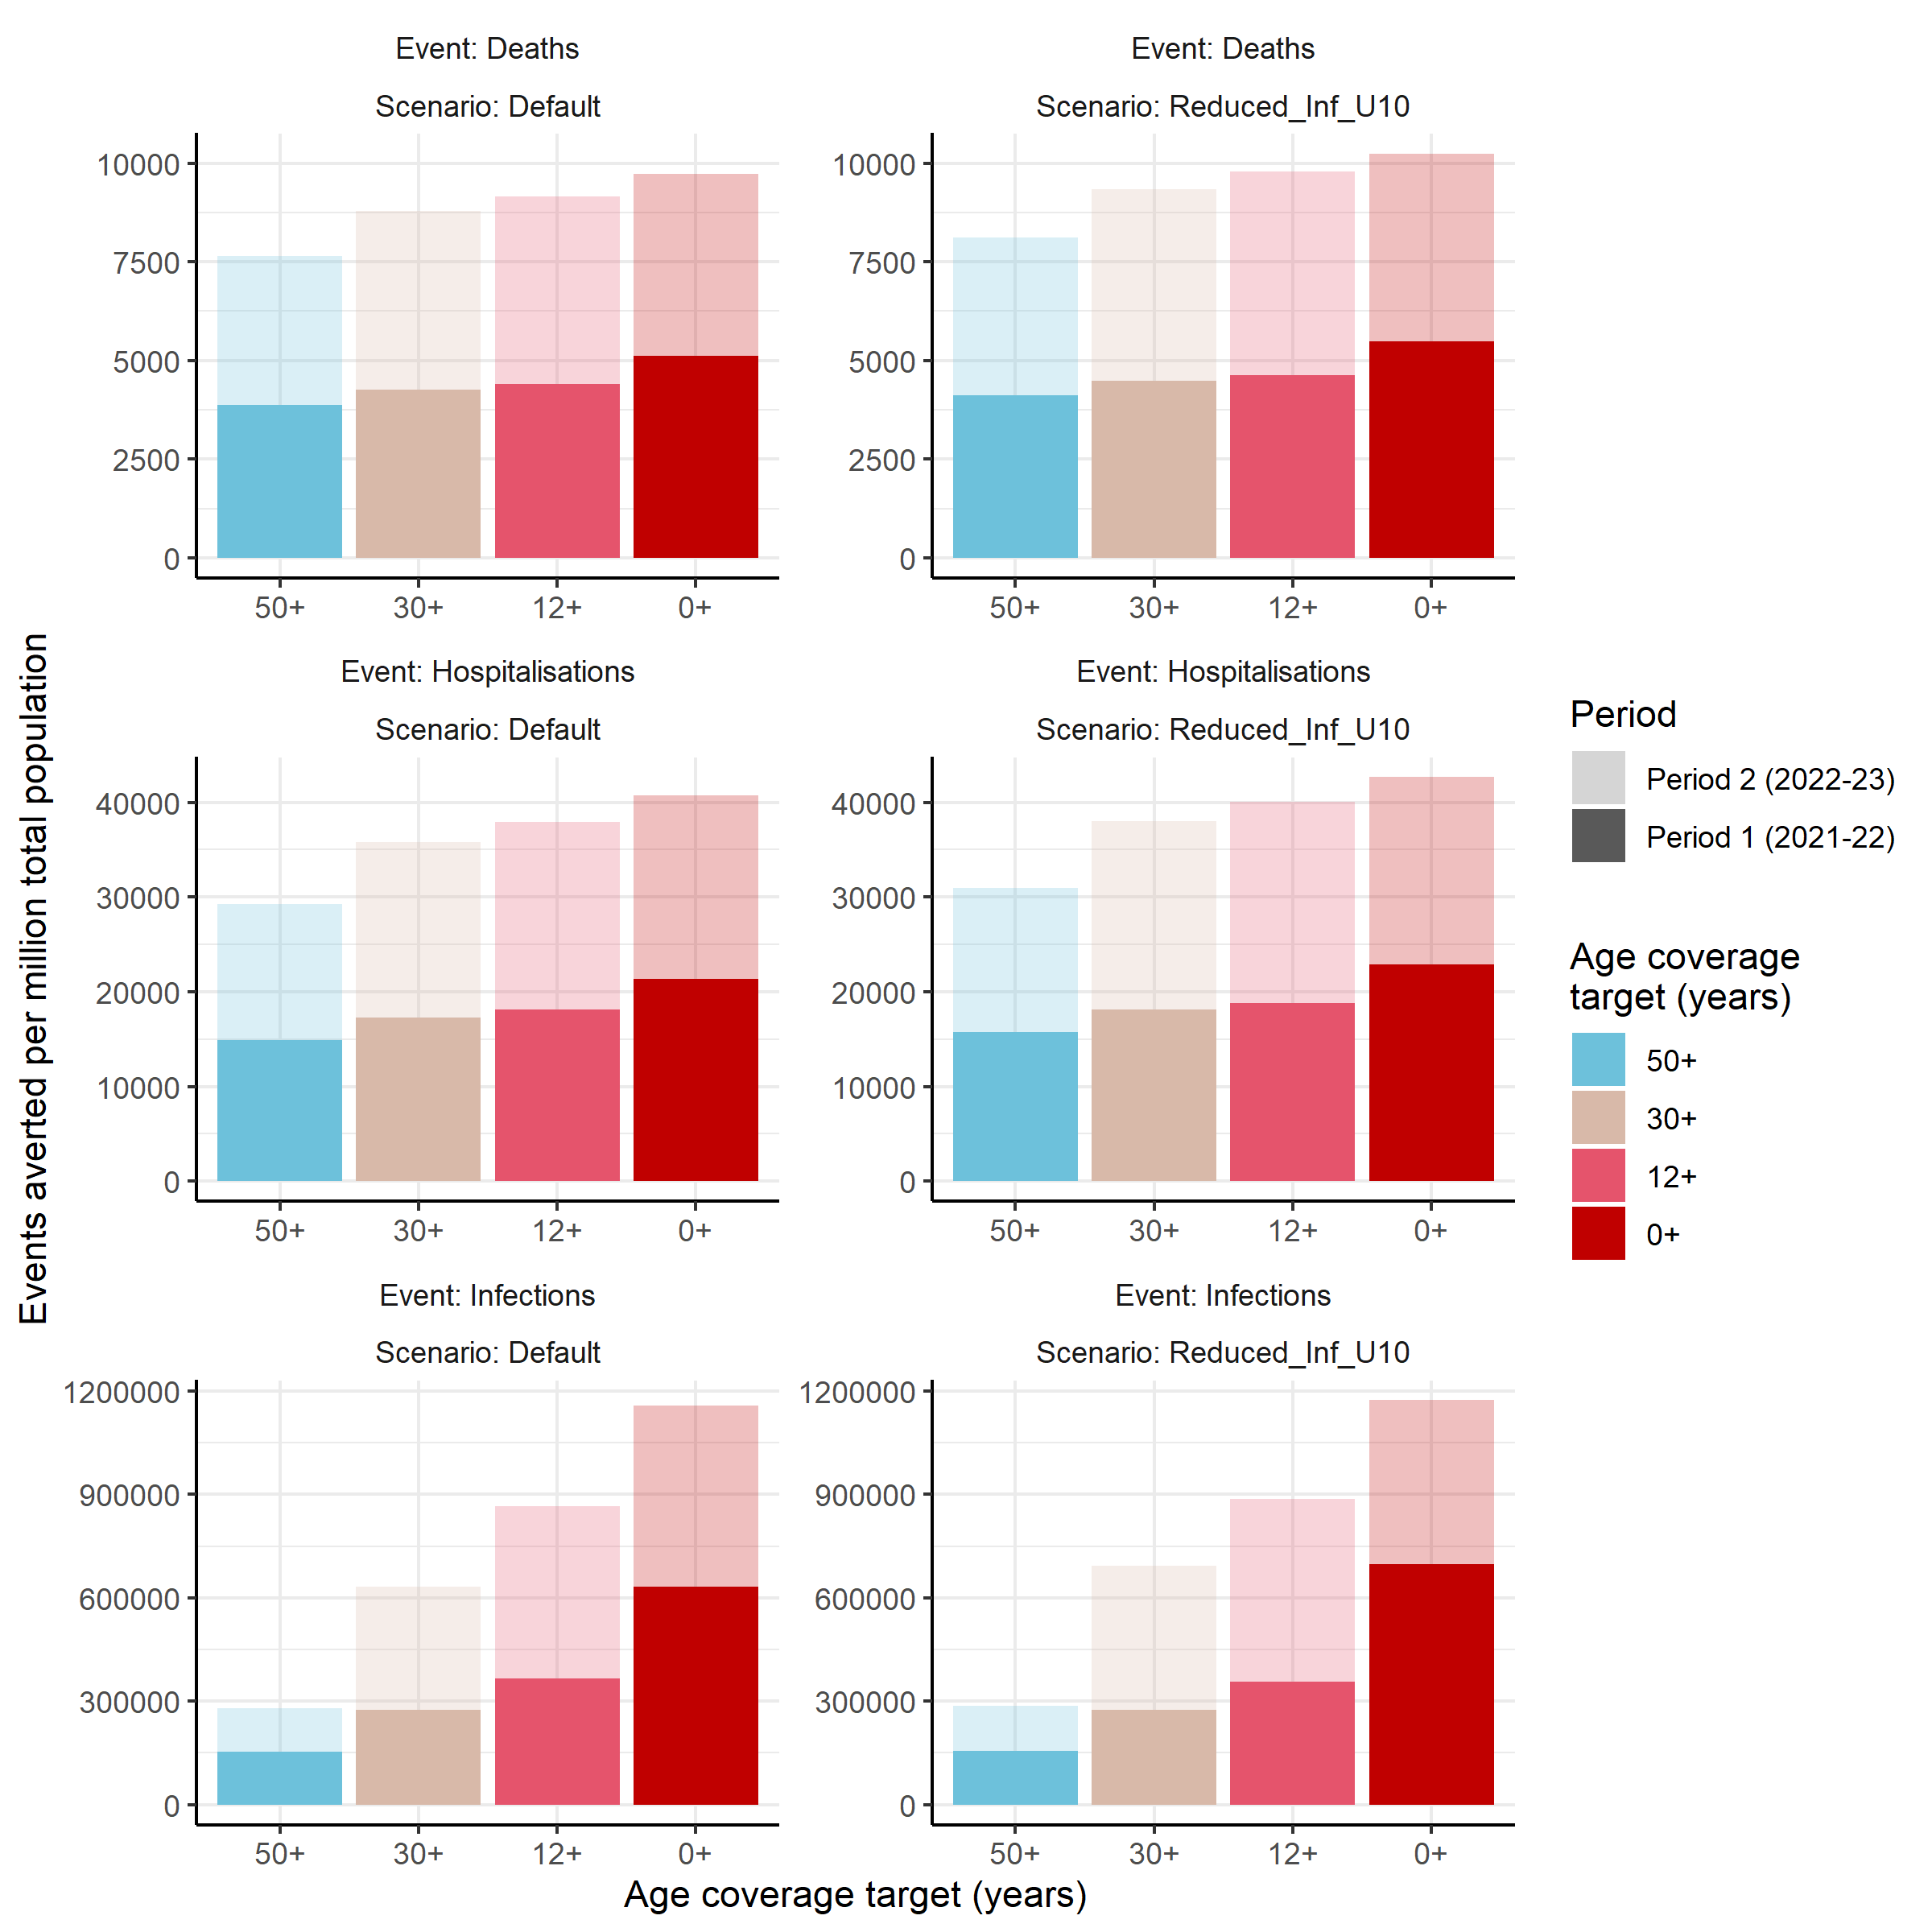 Event: Deaths
Scenario: Default
10000
7500
5000
2500
0
50+ 30+ 12+ 0+
Event: Deaths
Scenario: Reduced_Inf_U10
10000
7500
5000
2500
0
50+ 30+ 12+ 0+
Events averted per million total population
Event: Hospitalisations
Scenario: Default
40000
30000
20000
10000
0
50+ 30+ 12+ 0+
Event: Hospitalisations
Scenario: Reduced_Inf_U10
40000
30000
20000
10000
0
50+ 30+ 12+ 0+
Event: Infections
Scenario: Default
1200000
900000
600000
300000
0
50+ 30+ 12+ 0+
Event: Infections
Scenario: Reduced_Inf_U10
1200000
900000
600000
300000
0
50+ 30+ 12+ 0+
Age coverage target (years)
Period
Period 2 (2022-23)
Period 1 (2021-22)
Age coverage
target (years)
50+
30+
12+
0+